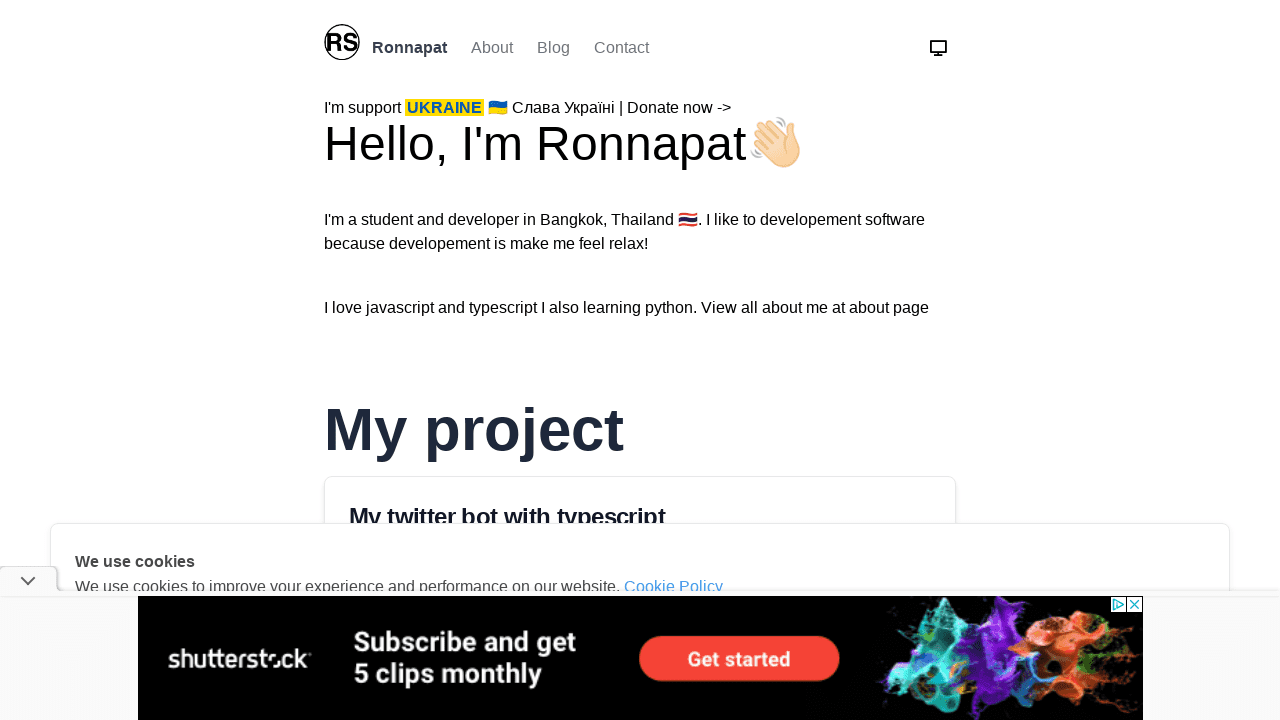 RS
Ronnapat About Blog Contact
I'm support UKRAINE 🇺🇦 Слава Україні | Donate now ->
Hello, I'm Ronnapat👋🏻
I'm a student and developer in Bangkok, Thailand 🇹🇭. I like to developement software
because developement is make me feel relax!
I love javascript and typescript I also learning python. View all about me at about page
My project
My twitter bot with typescript
We use cookies
We use cookies to improve your experience and performance on our website. Cookie Policy
shutterstock
Subscribe and get
5 clips monthly
Get started